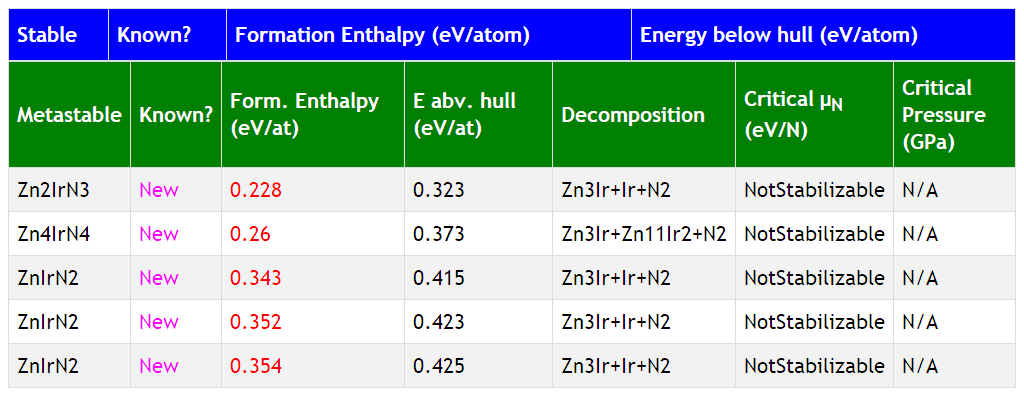 Stable Known? Formation Enthalpy (eV/atom) Energy below hull (eV/atom)
Metastable Known? Form. Enthalpy (eV/at) E abv. hull (eV/at) Decomposition Critical μN (eV/N) Critical Pressure (GPa)
Zn2IrN3 New 0.228 0.323 Zn3Ir+Ir+N2 NotStabilizable N/A
Zn4IrN4 New 0.26 0.373 Zn3Ir+Zn11Ir2+N2 NotStabilizable N/A
ZnIrN2 New 0.343 0.415 Zn3Ir+Ir+N2 NotStabilizable N/A
ZnIrN2 New 0.352 0.423 Zn3Ir+Ir+N2 NotStabilizable N/A
ZnIrN2 New 0.354 0.425 Zn3Ir+Ir+N2 NotStabilizable N/A